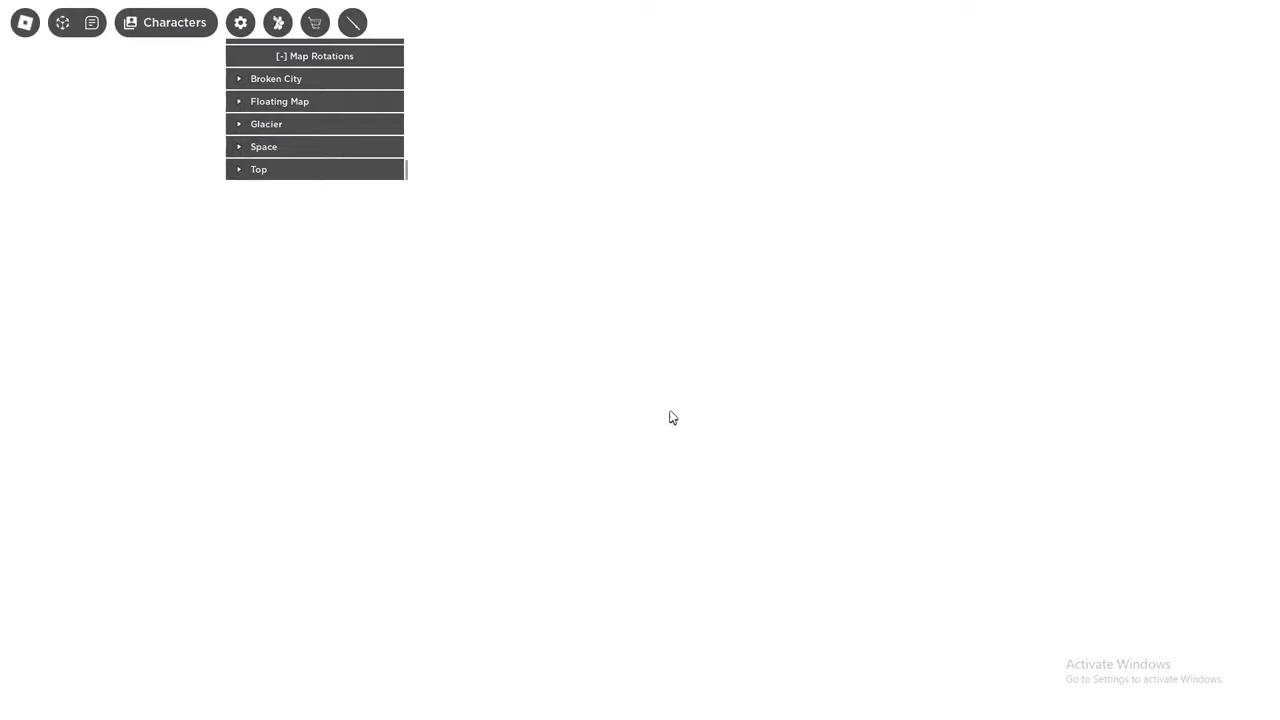 Characters
[-] Map Rotations
Broken City
Floating Map
Glacier
Space
Top
Activate Windows
Go to Settings to activate Windows.